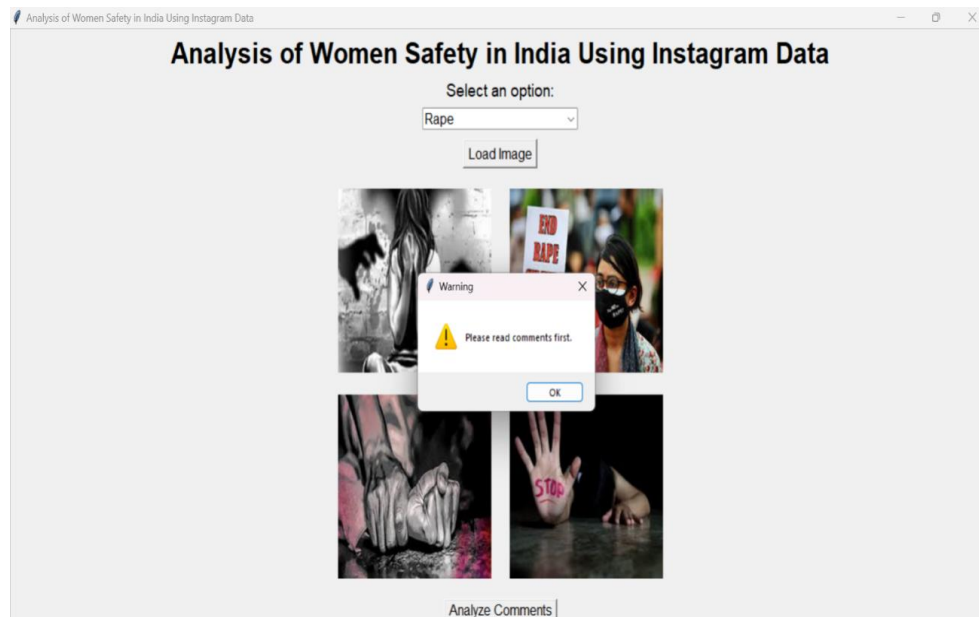 Analysis of Women Safety in India Using Instagram Data
Analysis of Women Safety in India Using Instagram Data
Select an option:
Rape
Load Image
END
RAPE
Warning
Please read comments first.
OK
STOP
Analyze Comments